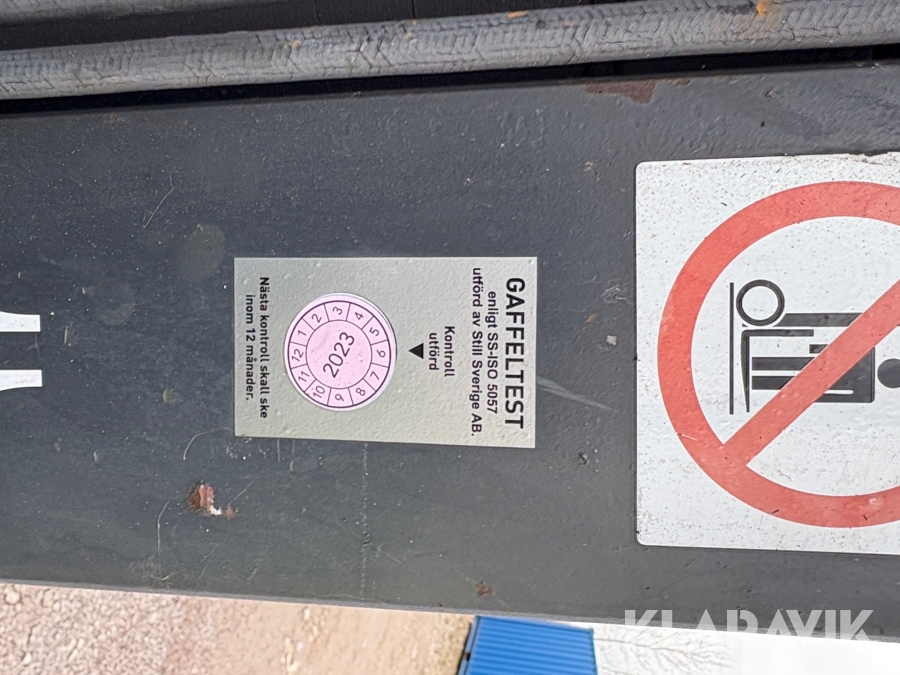 GAFFELTEST
enligt SS-ISO 5057
utförd av Still Sverige AB.
Kontroll
utförd
1 2 3 4 5 6 7 8 9 10 11 12
2023
Nästa kontroll skall ske
inom 12 månader.
KLARAVIK